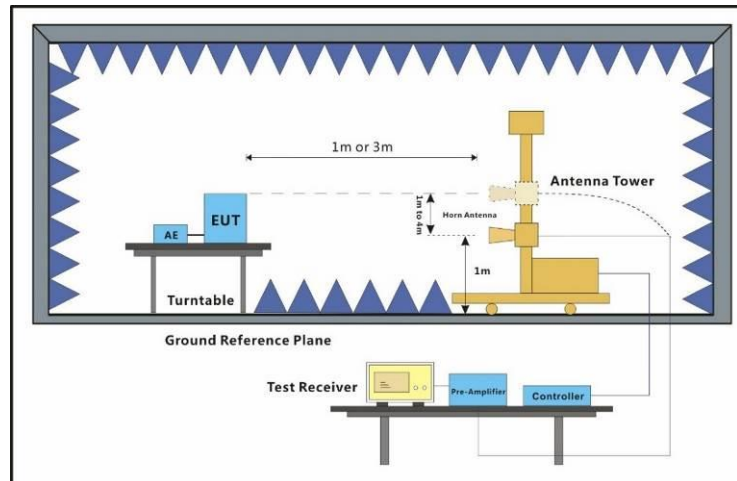 1m or 3m
Antenna Tower
1m to 4m
Horn Antenna
EUT
AE
1m
Turntable
Ground Reference Plane
Test Receiver
Pre-Amplifier
Controller